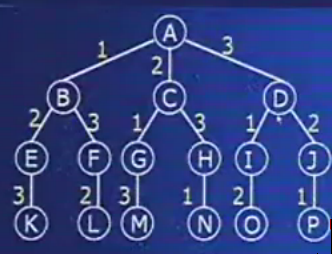 A
1 2 3
B C D
2 3 1 3 1 2
E F G H I J
3 2 3 1 2 1
K L M N O P